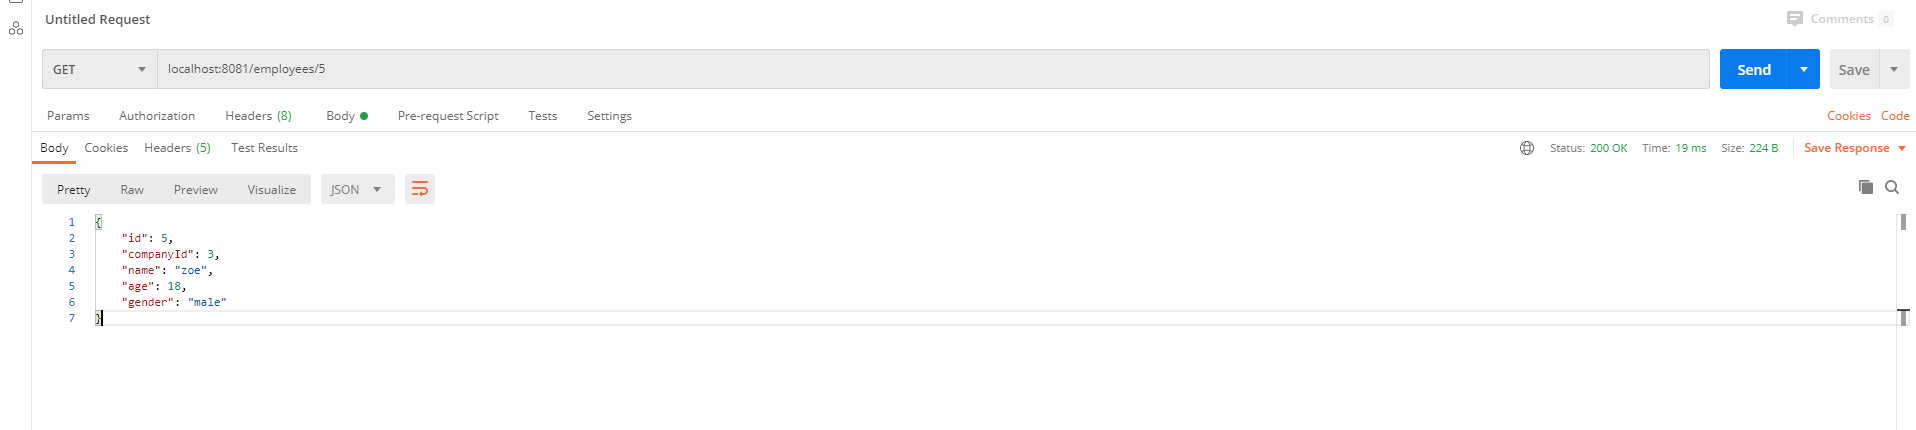 Untitled Request
Comments 0
GET localhost:8081/employees/5 Send Save
Params Authorization Headers (8) Body Pre-request Script Tests Settings Cookies Code
Body Cookies Headers (5) Test Results Status: 200 OK Time: 19 ms Size: 224 B Save Response
Pretty Raw Preview Visualize JSON
1 {
2 "id": 5,
3 "companyId": 3,
4 "name": "zoe",
5 "age": 18,
6 "gender": "male"
7 }